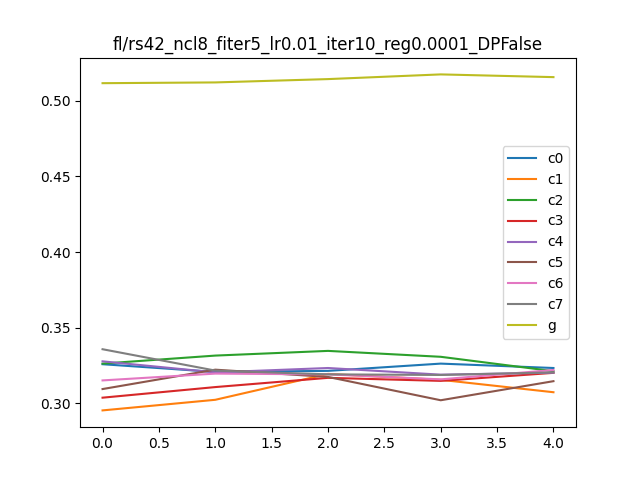 fl/rs42_ncl8_fiter5_lr0.01_iter10_reg0.0001_DPFalse
0.50
0.45
0.40
0.35
0.30
c0
c1
c2
c3
c4
c5
c6
c7
g
0.0 0.5 1.0 1.5 2.0 2.5 3.0 3.5 4.0